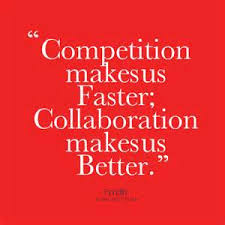 “Competition
makes us
Faster;
Collaboration
makes us
Better.”